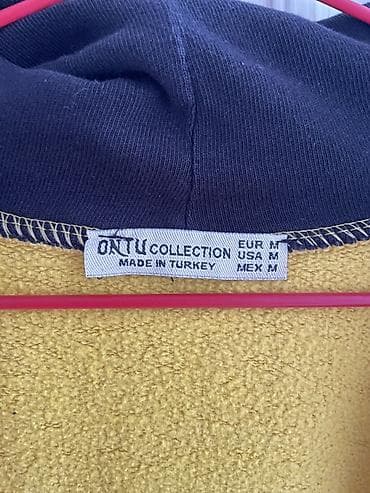 ONTU COLLECTION
MADE IN TURKEY
EUR M
USA M
MEX M